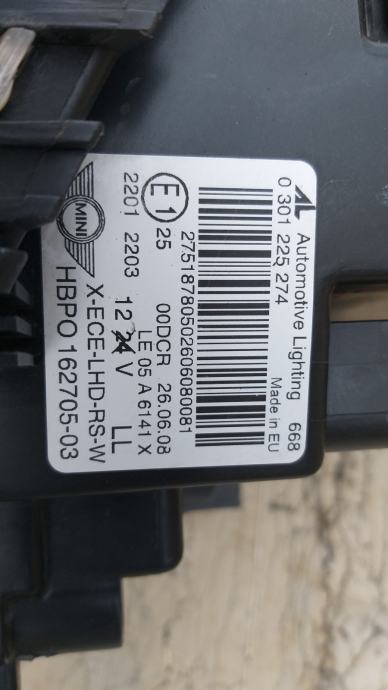 Automotive Lighting 668
0 301 225 274 Made in EU
27518780502606080081
E1 25 00DCR 26.06.08
LE 05 A 6141 X
2201 2203 12 24 V LL
X-ECE-LHD-RS-W
MINI
HBPO 162705-03